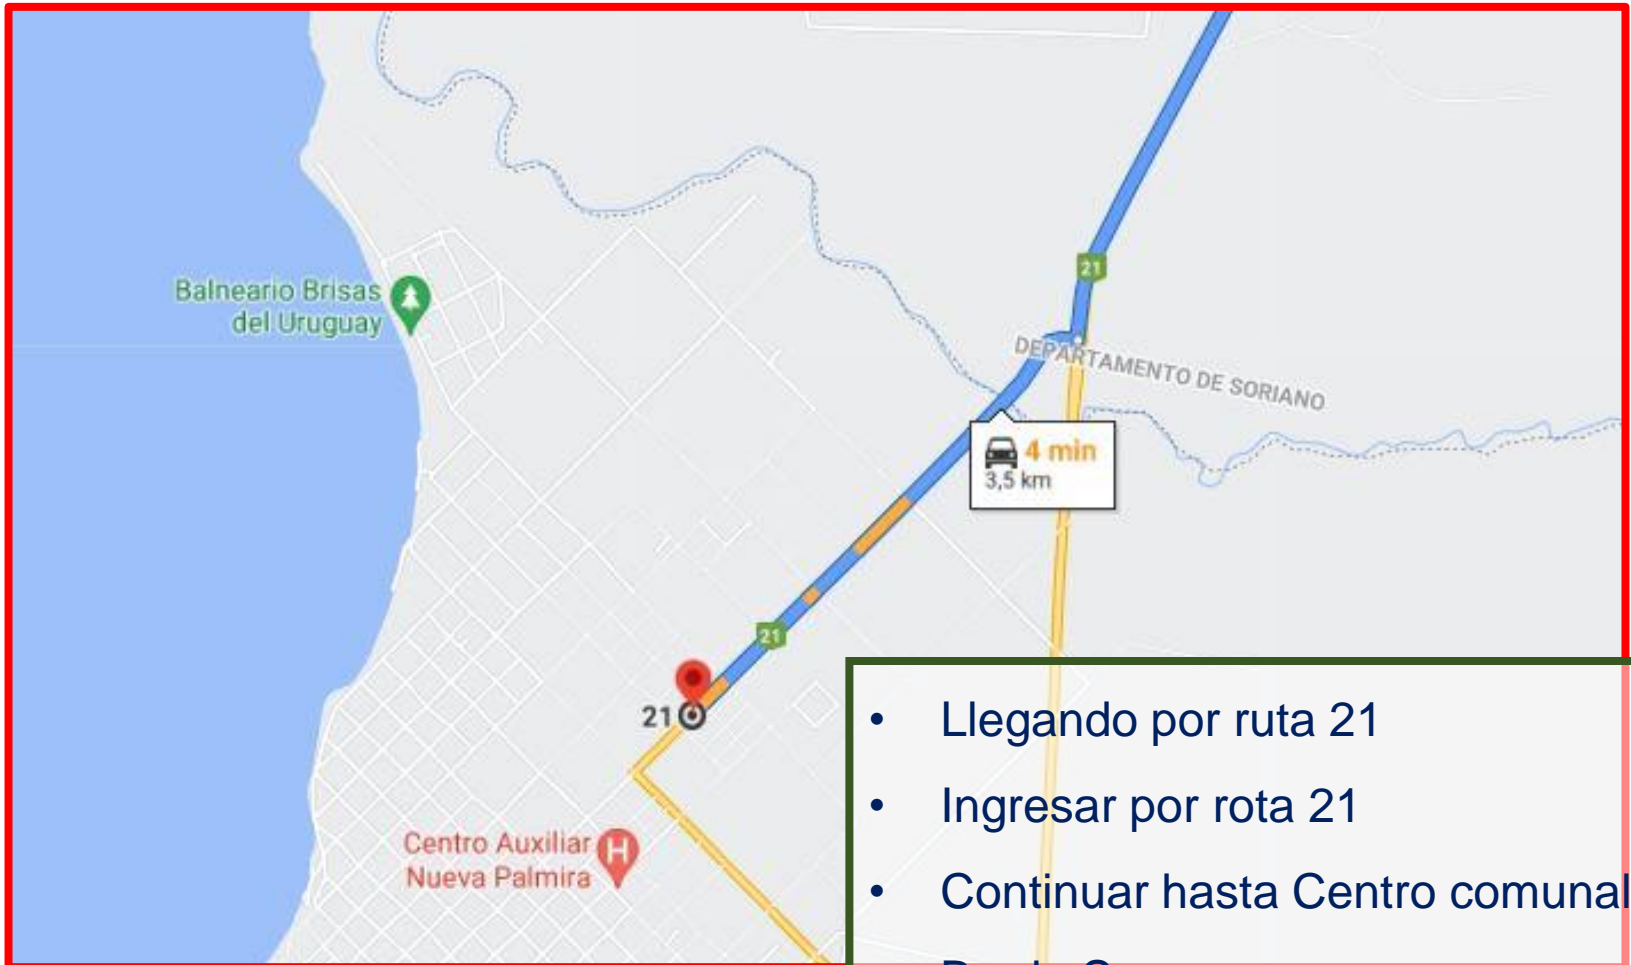 21
Balneario Brisas
del Uruguay
DEPARTAMENTO DE SORIANO
4 min
3,5 km
21
21
Centro Auxiliar
Nueva Palmira
H
• Llegando por ruta 21
• Ingresar por rota 21
• Continuar hasta Centro comunal